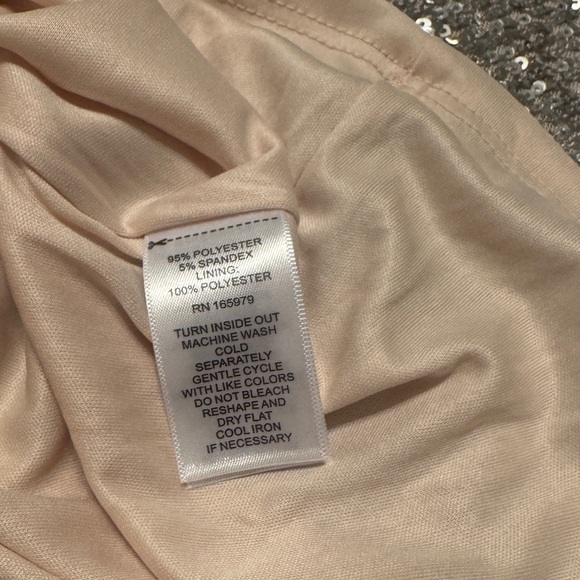 95% POLYESTER
5% SPANDEX
LINING:
100% POLYESTER
RN 165979
TURN INSIDE OUT
MACHINE WASH
COLD
SEPARATELY
GENTLE CYCLE
WITH LIKE COLORS
DO NOT BLEACH
RESHAPE AND
DRY FLAT
COOL IRON
IF NECESSARY